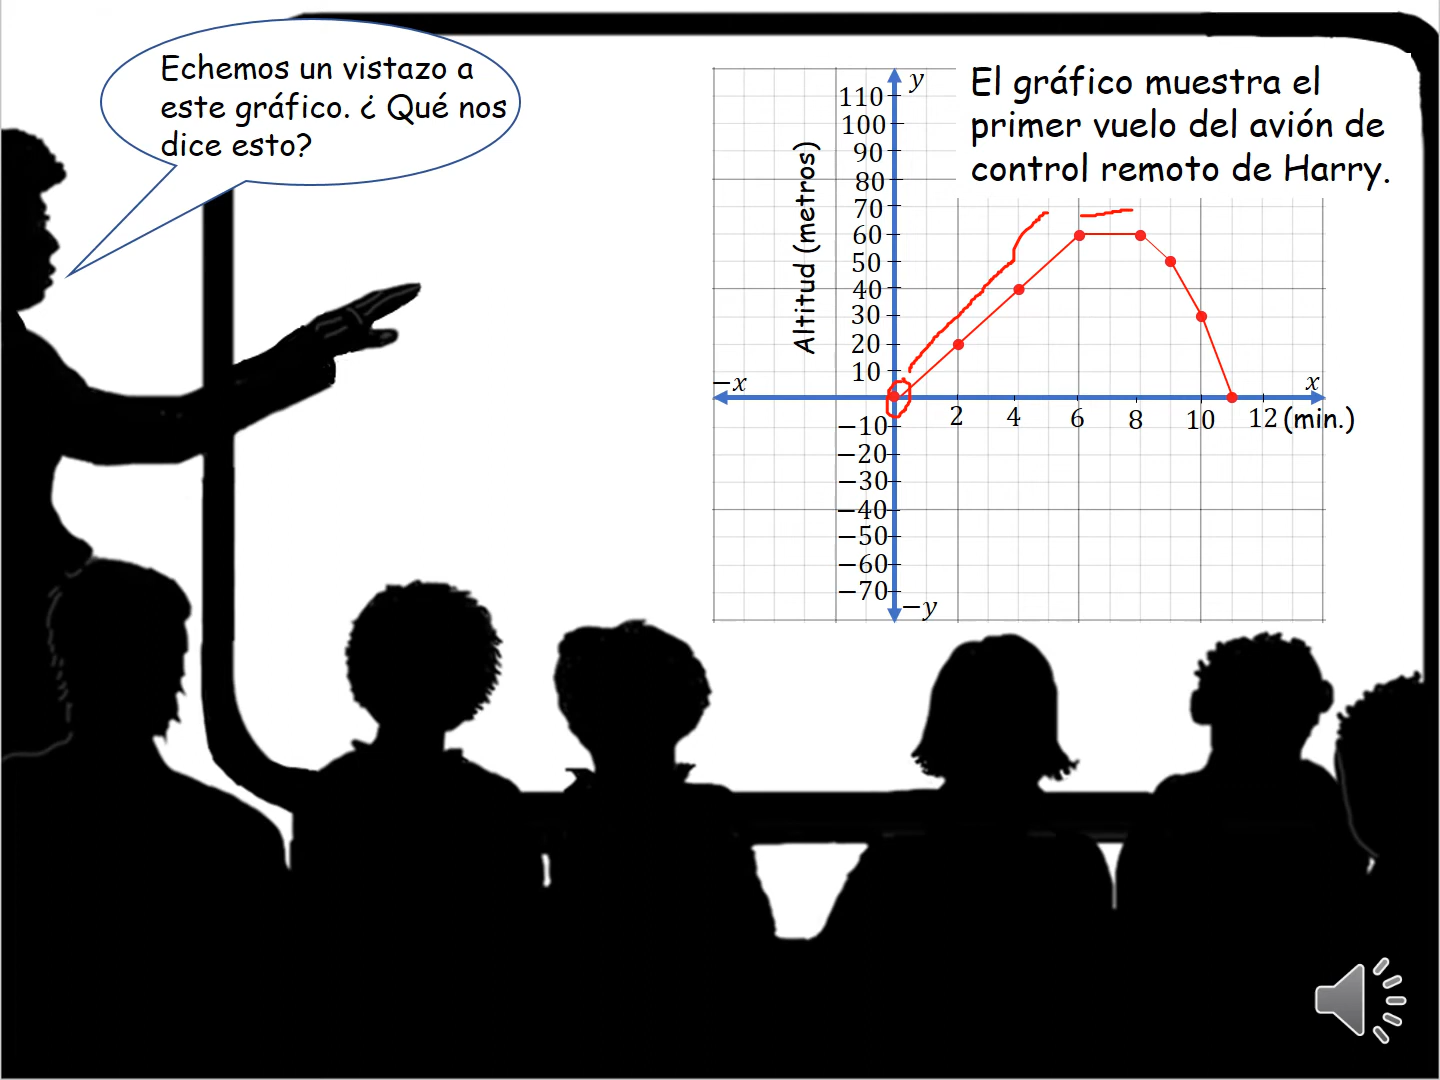 Echemos un vistazo a
este gráfico. ¿ Qué nos
dice esto?
El gráfico muestra el
primer vuelo del avión de
control remoto de Harry.
y
110
100
90
80
70
60
50
40
30
20
10
Altitud (metros)
−x
x
2 4 6 8 10 12 (min.)
−10
−20
−30
−40
−50
−60
−70
−y